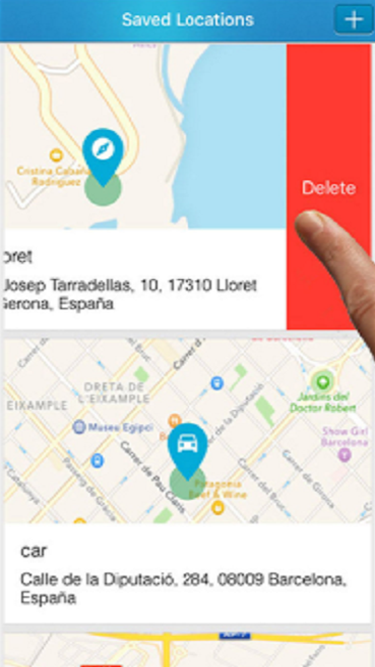 Saved Locations
+
Cristina Cabañ
Rodriguez
Delete
oret
Josep Tarradellas, 10, 17310 Lloret
Gerona, España
DRETA DE
L'EIXAMPLE
EIXAMPLE
Museu Egipci
Jardins del
Doctor Robert
Show Girl
Barcelona
Carrer de la Diputació
Passeig de Gràcia
Carrer de Pau Claris
Carrer de Girona
Patagonia
Beef & Wine
car
Calle de la Diputació, 284, 08009 Barcelona,
España